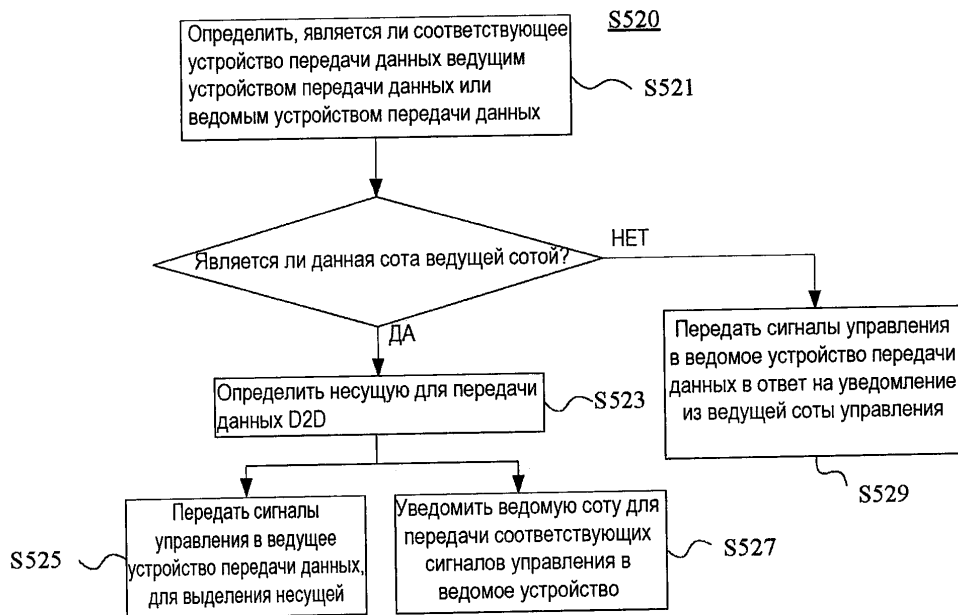 S520
Определить, является ли соответствующее
устройство передачи данных ведущим
устройством передачи данных или
ведомым устройством передачи данных
S521
Является ли данная сота ведущей сотой?
НЕТ
ДА
Передать сигналы управления
в ведомое устройство передачи
данных в ответ на уведомление
из ведущей соты управления
S529
Определить несущую для передачи
данных D2D
S523
Передать сигналы
управления в ведущее
устройство передачи данных,
для выделения несущей
S525
Уведомить ведомую соту для
передачи соответствующих
сигналов управления в
ведомое устройство
S527